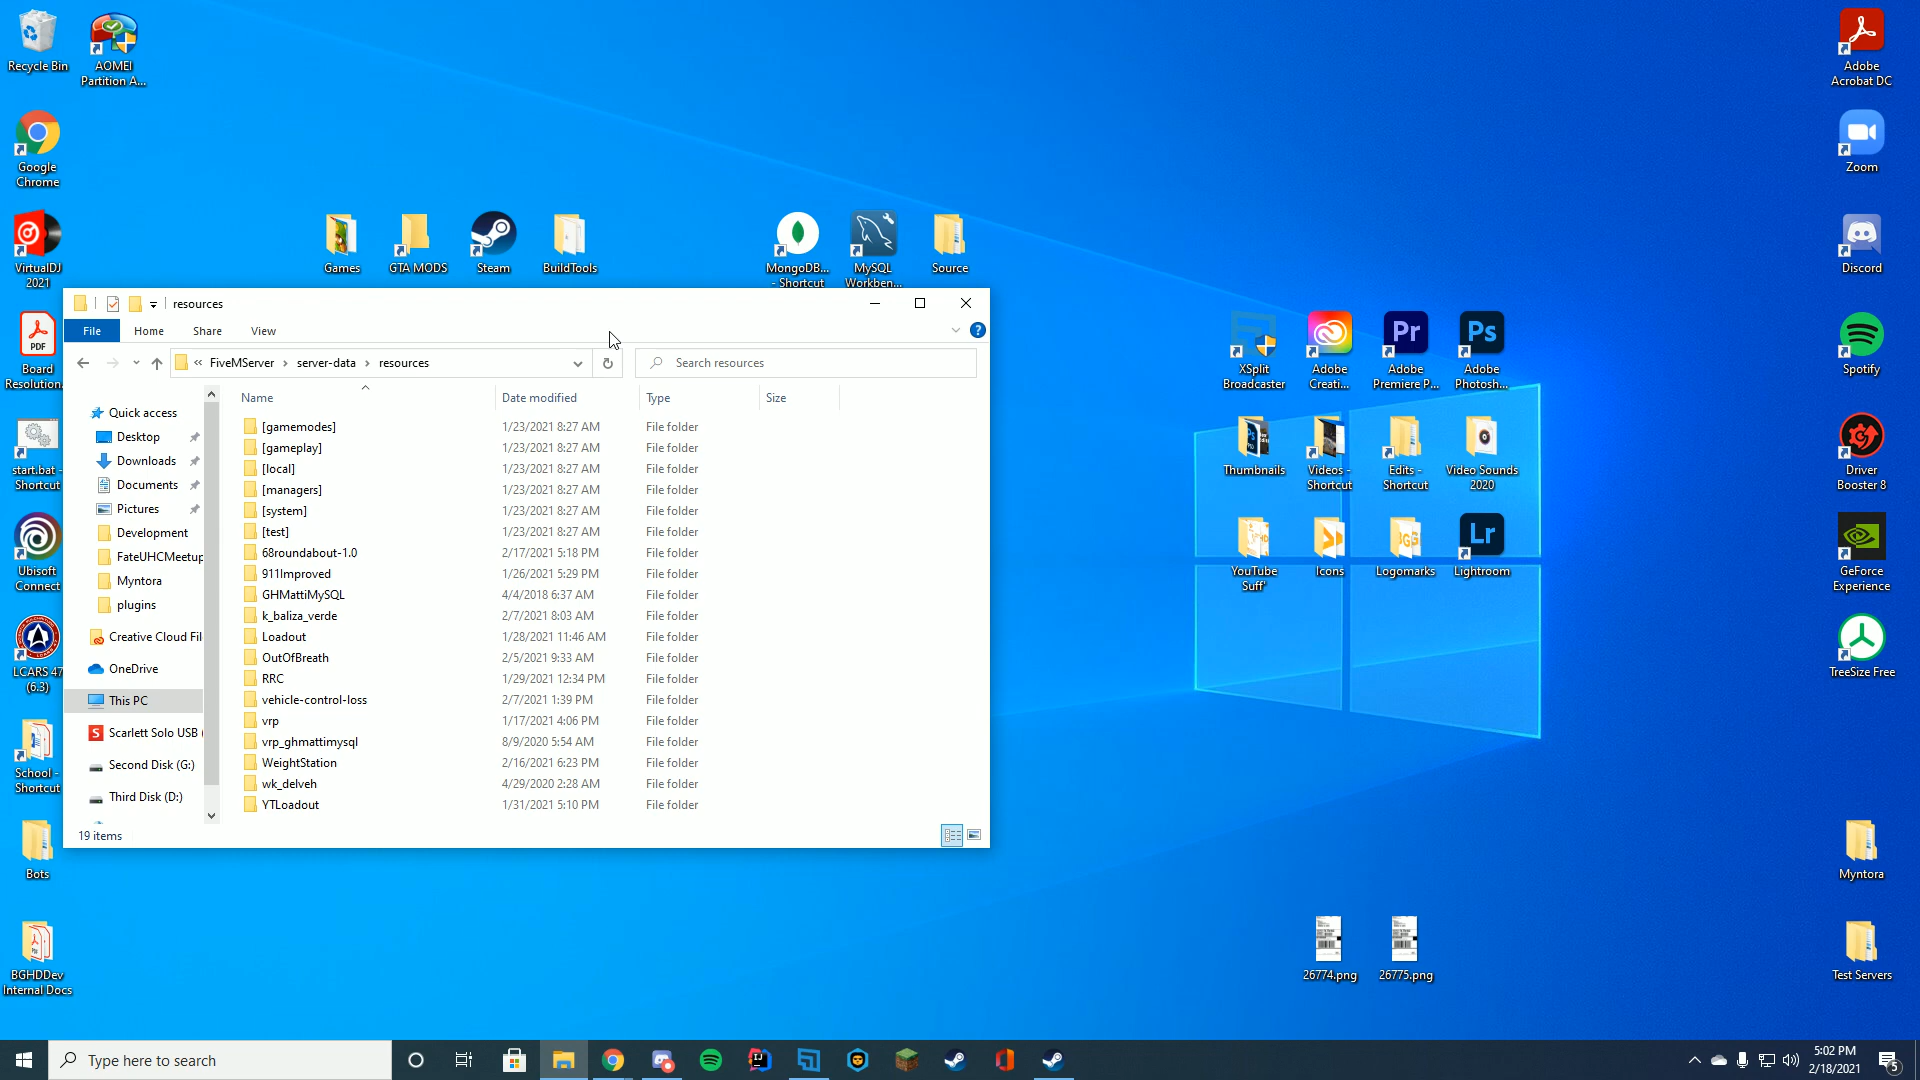 Recycle Bin
AOMEI
Partition A...
Google
Chrome
VirtualDJ
2021
PDF
Board
Resolution...
start.bat -
Shortcut
Ubisoft
Connect
LCARS 47
(6.3)
School -
Shortcut
Bots
BGHDDev
Internal Docs
Games
GTA MODS
Steam
BuildTools
MongoDB...
- Shortcut
MySQL
Workben...
Source
resources
File
Home
Share
View
« FiveMServer › server-data › resources
Search resources
Quick access
Desktop
Downloads
Documents
Pictures
Development
FateUHCMeetup
Myntora
plugins
Creative Cloud Fil
OneDrive
This PC
Scarlett Solo USB (
Second Disk (G:)
Third Disk (D:)
Name Date modified Type Size
[gamemodes] 1/23/2021 8:27 AM File folder
[gameplay] 1/23/2021 8:27 AM File folder
[local] 1/23/2021 8:27 AM File folder
[managers] 1/23/2021 8:27 AM File folder
[system] 1/23/2021 8:27 AM File folder
[test] 1/23/2021 8:27 AM File folder
68roundabout-1.0 2/17/2021 5:18 PM File folder
911Improved 1/26/2021 5:29 PM File folder
GHMattiMySQL 4/4/2018 6:37 AM File folder
k_baliza_verde 2/7/2021 8:03 AM File folder
Loadout 1/28/2021 11:46 AM File folder
OutOfBreath 2/5/2021 9:33 AM File folder
RRC 1/29/2021 12:34 PM File folder
vehicle-control-loss 2/7/2021 1:39 PM File folder
vrp 1/17/2021 4:06 PM File folder
vrp_ghmattimysql 8/9/2020 5:54 AM File folder
WeightStation 2/16/2021 6:23 PM File folder
wk_delveh 4/29/2020 2:28 AM File folder
YTLoadout 1/31/2021 5:10 PM File folder
19 items
XSplit
Broadcaster
Adobe
Creati...
Pr
Adobe
Premiere P...
Ps
Adobe
Photosh...
Thumbnails
Videos -
Shortcut
Edits -
Shortcut
Video Sounds
2020
YouTube
Suff'
Icons
Logomarks
Lr
Lightroom
26774.png
26775.png
Adobe
Acrobat DC
Zoom
Discord
Spotify
Driver
Booster 8
GeForce
Experience
TreeSize Free
Myntora
Test Servers
Type here to search
5:02 PM
2/18/2021
5